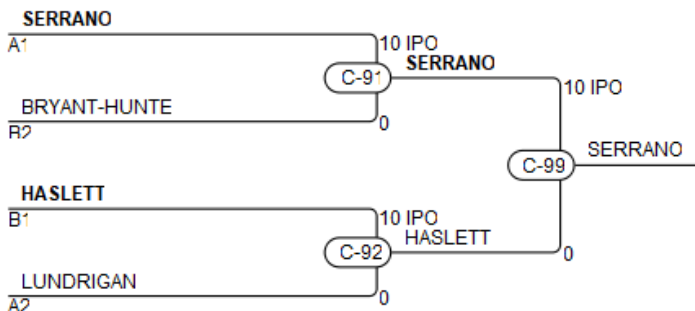 SERRANO
A1
10 IPO
C-91
SERRANO
10 IPO
BRYANT-HUNTE
B2
0
C-99
SERRANO
HASLETT
B1
10 IPO
C-92
HASLETT
0
LUNDRIGAN
A2
0